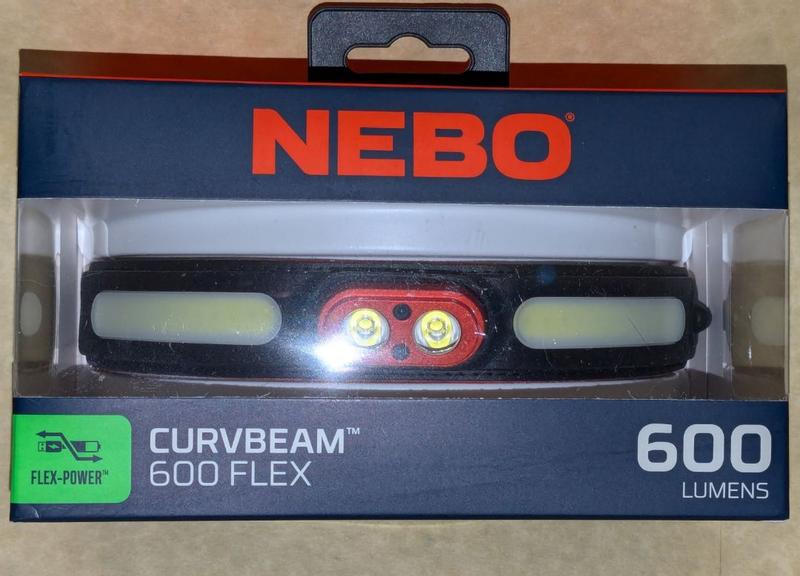 NEBO®
CURVBEAM™
600 FLEX
FLEX-POWER™
600
LUMENS